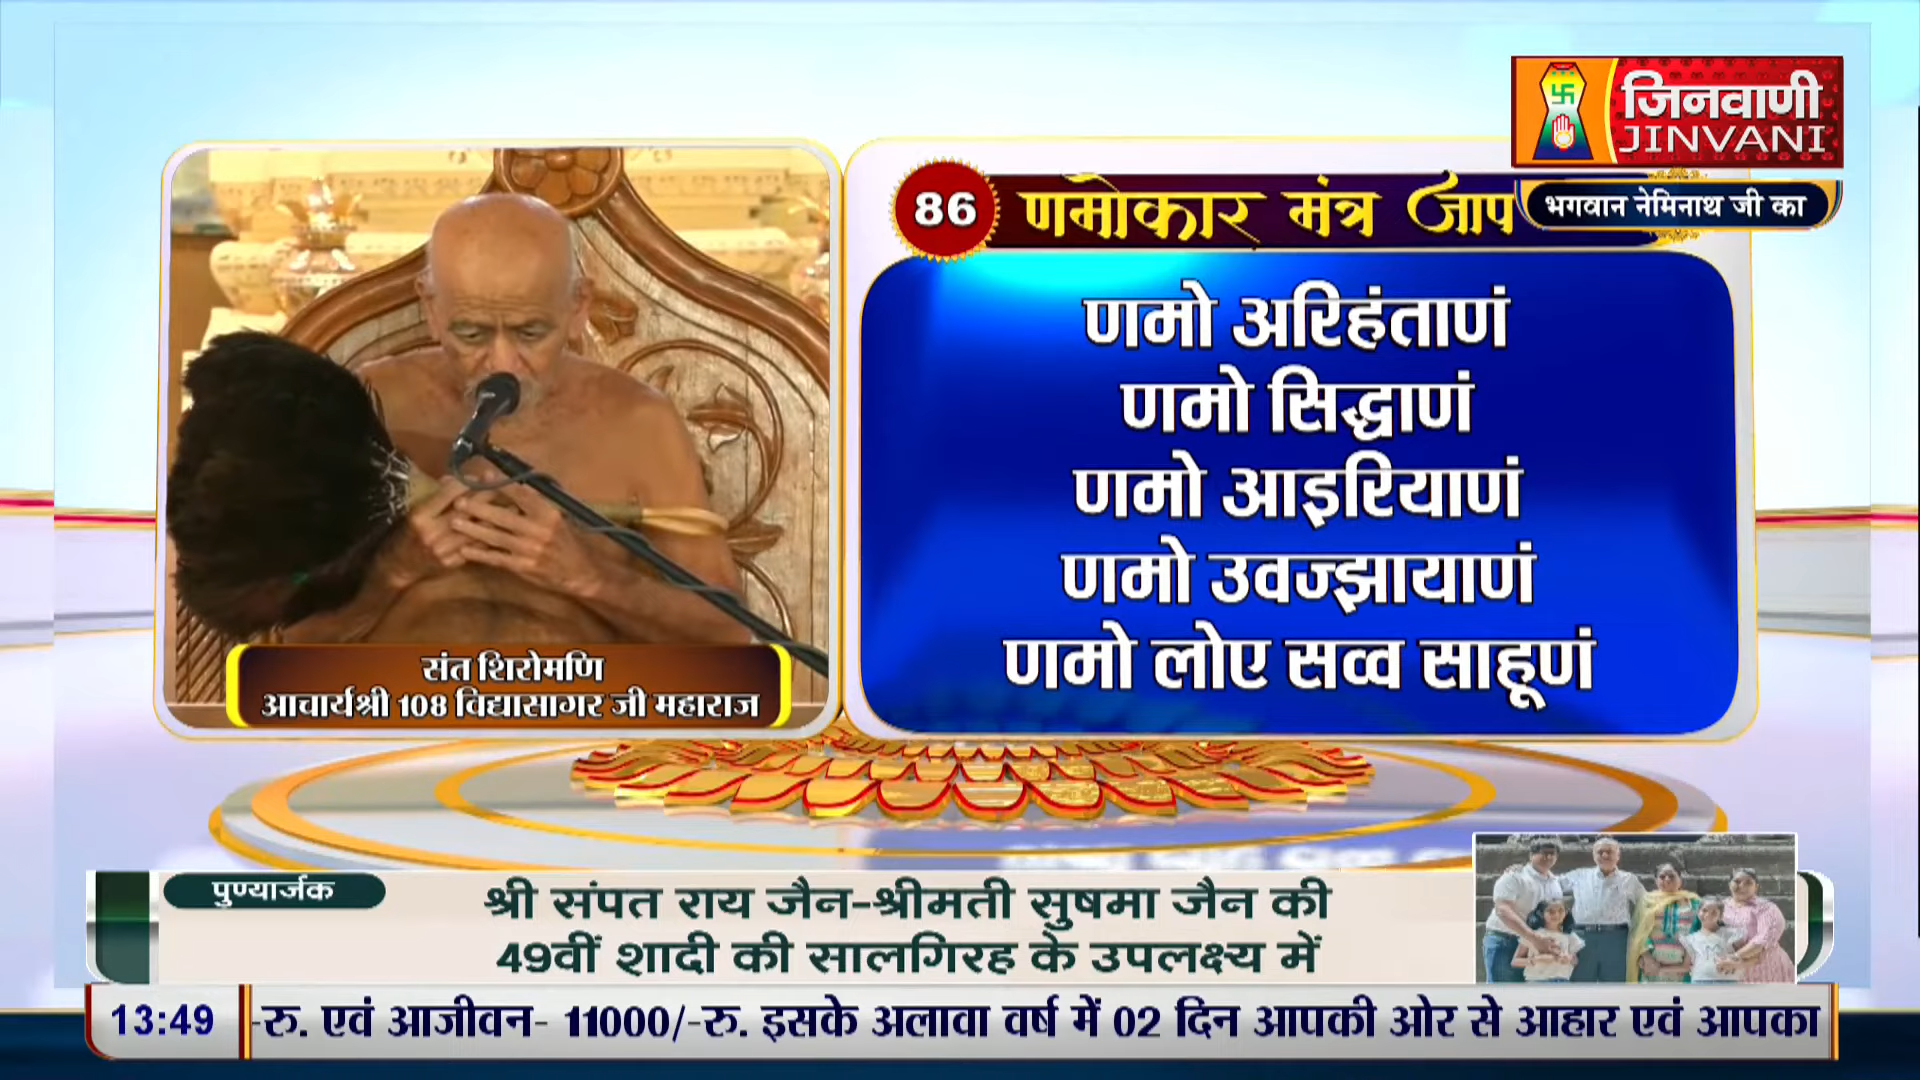 जिनवाणी
JINVANI
भगवान नेमिनाथ जी का
86 णमोकार मंत्र जाप
णमो अरिहंताणं
णमो सिद्धाणं
णमो आइरियाणं
णमो उवज्झायाणं
णमो लोए सव्व साहूणं
संत शिरोमणि
आचार्यश्री 108 विद्यासागर जी महाराज
पुण्यार्जक
श्री संपत राय जैन-श्रीमती सुषमा जैन की
49वीं शादी की सालगिरह के उपलक्ष्य में
13:49 -रु. एवं आजीवन- 11000/-रु. इसके अलावा वर्ष में 02 दिन आपकी ओर से आहार एवं आपका